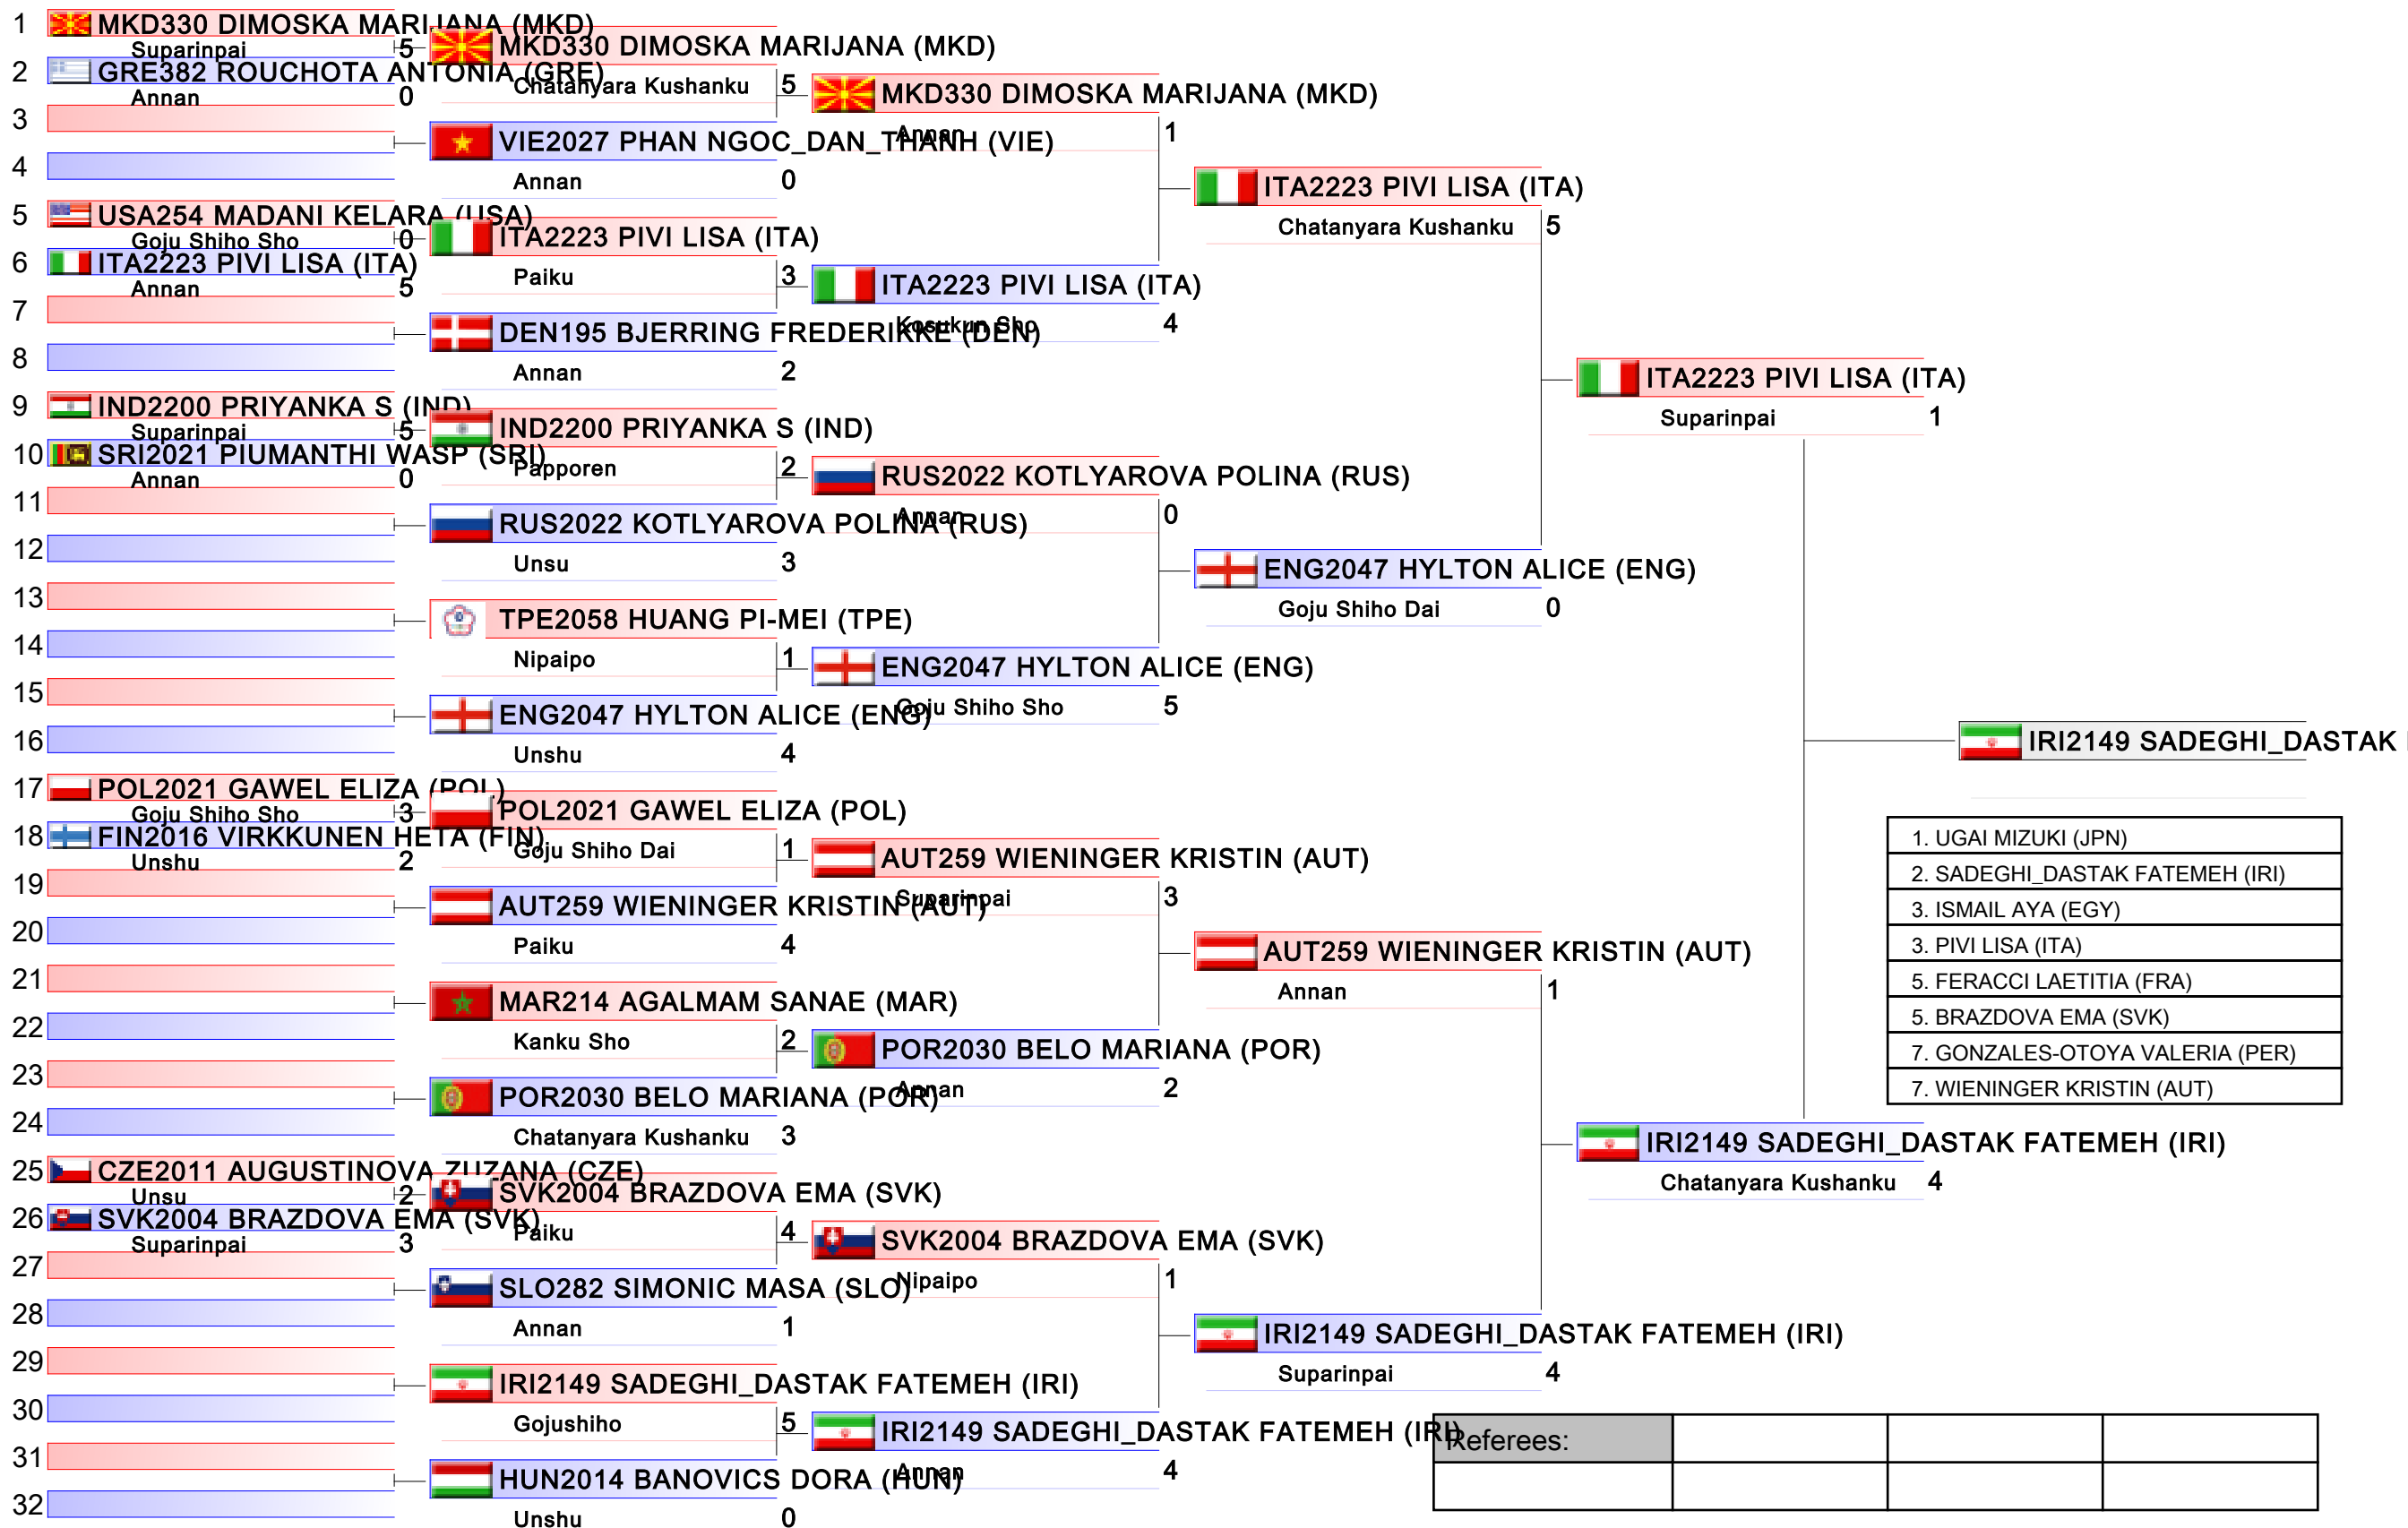 1 MKD330 DIMOSKA MARIJANA (MKD)
Suparinpai 5
2 GRE382 ROUCHOTA ANTONIA (GRE)
Annan 0
3
4
5 USA254 MADANI KELARA (USA)
Goju Shiho Sho 0
6 ITA2223 PIVI LISA (ITA)
Annan 5
7
8
9 IND2200 PRIYANKA S (IND)
Suparinpai 5
10 SRI2021 PIUMANTHI WASP (SRI)
Annan 0
11
12
13
14
15
16
17 POL2021 GAWEL ELIZA (POL)
Goju Shiho Sho 3
18 FIN2016 VIRKKUNEN HETA (FIN)
Unshu 2
19
20
21
22
23
24
25 CZE2011 AUGUSTINOVA ZUZANA (CZE)
Unsu 2
26 SVK2004 BRAZDOVA EMA (SVK)
Suparinpai 3
27
28
29
30
31
32
MKD330 DIMOSKA MARIJANA (MKD)
Chatanyara Kushanku 5
VIE2027 PHAN NGOC_DAN_THANH (VIE)
Annan 0
ITA2223 PIVI LISA (ITA)
Paiku 3
DEN195 BJERRING FREDERIKKE (DEN)
Annan 2
IND2200 PRIYANKA S (IND)
Papporen 2
RUS2022 KOTLYAROVA POLINA (RUS)
Unsu 3
TPE2058 HUANG PI-MEI (TPE)
Nipaipo 1
ENG2047 HYLTON ALICE (ENG)
Unshu 4
POL2021 GAWEL ELIZA (POL)
Goju Shiho Dai 1
AUT259 WIENINGER KRISTIN (AUT)
Paiku 4
MAR214 AGALMAM SANAE (MAR)
Kanku Sho 2
POR2030 BELO MARIANA (POR)
Chatanyara Kushanku 3
SVK2004 BRAZDOVA EMA (SVK)
Paiku 4
SLO282 SIMONIC MASA (SLO)
Annan 1
IRI2149 SADEGHI_DASTAK FATEMEH (IRI)
Gojushiho 5
HUN2014 BANOVICS DORA (HUN)
Unshu 0
MKD330 DIMOSKA MARIJANA (MKD)
Annan 1
ITA2223 PIVI LISA (ITA)
Kosukun Sho 4
RUS2022 KOTLYAROVA POLINA (RUS)
Annan 0
ENG2047 HYLTON ALICE (ENG)
Goju Shiho Sho 5
AUT259 WIENINGER KRISTIN (AUT)
Suparinpai 3
POR2030 BELO MARIANA (POR)
Annan 2
SVK2004 BRAZDOVA EMA (SVK)
Nipaipo 1
IRI2149 SADEGHI_DASTAK FATEMEH (IRI)
Annan 4
ITA2223 PIVI LISA (ITA)
Chatanyara Kushanku 5
ENG2047 HYLTON ALICE (ENG)
Goju Shiho Dai 0
AUT259 WIENINGER KRISTIN (AUT)
Annan 1
IRI2149 SADEGHI_DASTAK FATEMEH (IRI)
Suparinpai 4
ITA2223 PIVI LISA (ITA)
Suparinpai 1
IRI2149 SADEGHI_DASTAK FATEMEH (IRI)
Chatanyara Kushanku 4
IRI2149 SADEGHI_DASTAK
1. UGAI MIZUKI (JPN)
2. SADEGHI_DASTAK FATEMEH (IRI)
3. ISMAIL AYA (EGY)
3. PIVI LISA (ITA)
5. FERACCI LAETITIA (FRA)
5. BRAZDOVA EMA (SVK)
7. GONZALES-OTOYA VALERIA (PER)
7. WIENINGER KRISTIN (AUT)
Referees: